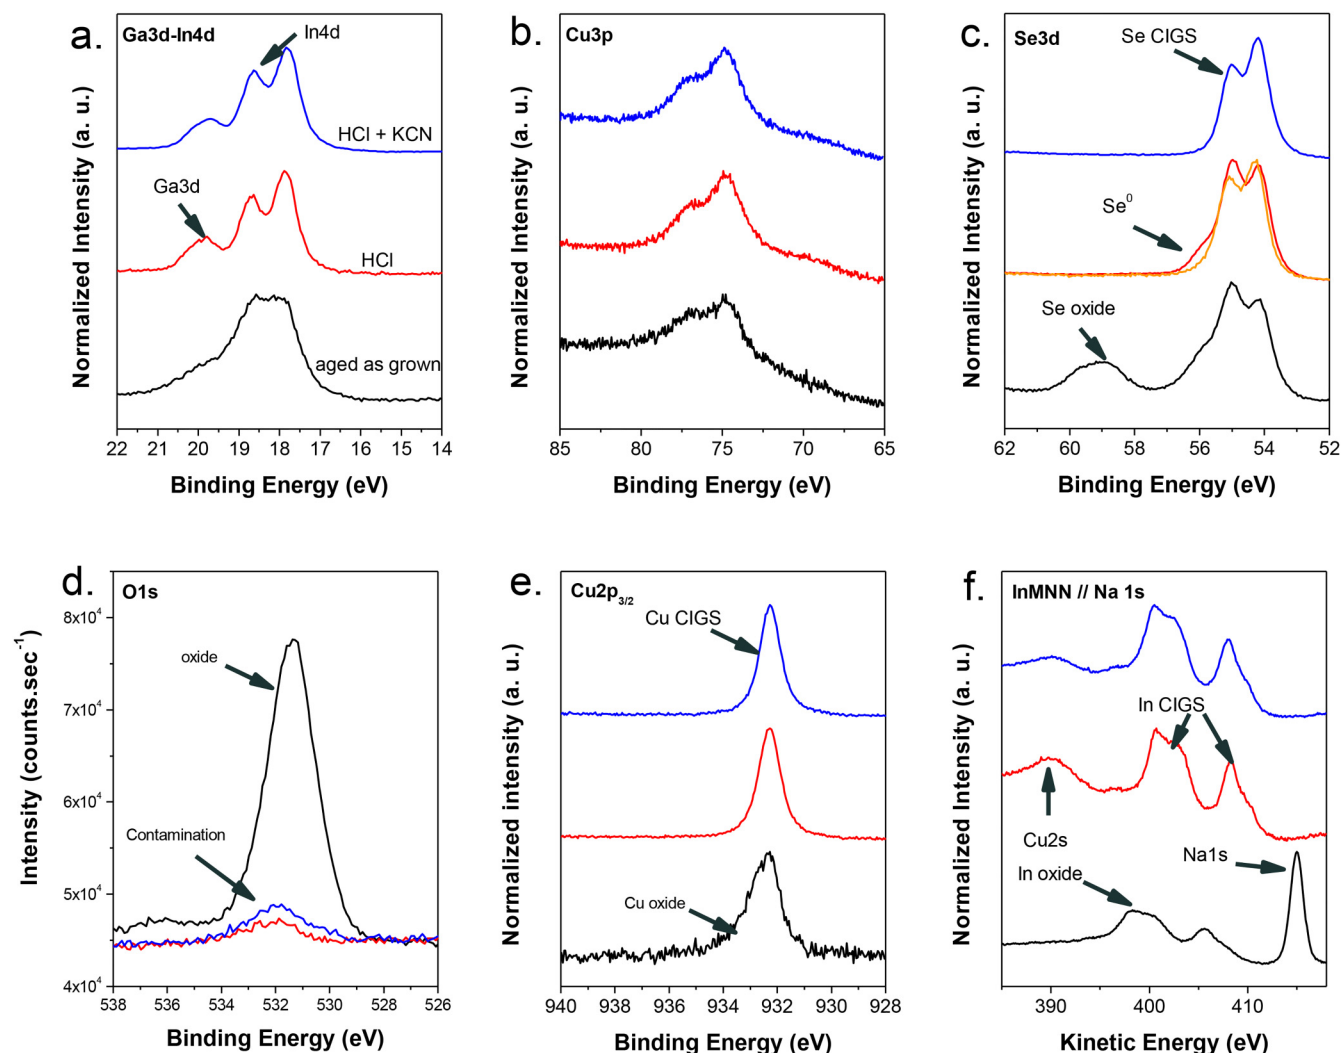 a.
Ga3d-In4d
In4d
HCl + KCN
Ga3d
HCl
aged as grown
Normalized Intensity (a. u.)
22 21 20 19 18 17 16 15 14
Binding Energy (eV)
b.
Cu3p
Normalized Intensity (a. u.)
85 80 75 70 65
Binding Energy (eV)
c.
Se3d
Se CIGS
Se⁰
Se oxide
Normalized Intensity (a. u.)
62 60 58 56 54 52
Binding Energy (eV)
d.
O1s
oxide
Contamination
Intensity (counts.sec⁻¹)
8x10⁴
7x10⁴
6x10⁴
5x10⁴
4x10⁴
538 536 534 532 530 528 526
Binding Energy (eV)
e.
Cu2p₃/₂
Cu CIGS
Cu oxide
Normalized intensity (a. u.)
940 938 936 934 932 930 928
Binding Energy (eV)
f.
InMNN // Na 1s
In CIGS
Cu2s
In oxide
Na1s
Normalized Intensity (a. u.)
390 400 410
Kinetic Energy (eV)